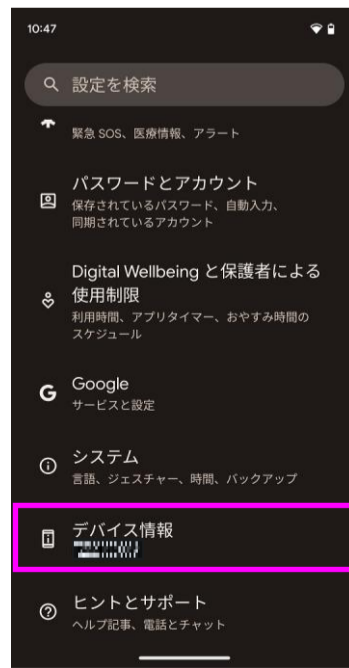 10:47
設定を検索
緊急 SOS、医療情報、アラート
パスワードとアカウント
保存されているパスワード、自動入力、
同期されているアカウント
Digital Wellbeing と保護者による
使用制限
利用時間、アプリタイマー、おやすみ時間の
スケジュール
G Google
サービスと設定
システム
言語、ジェスチャー、時間、バックアップ
デバイス情報
ヒントとサポート
ヘルプ記事、電話とチャット